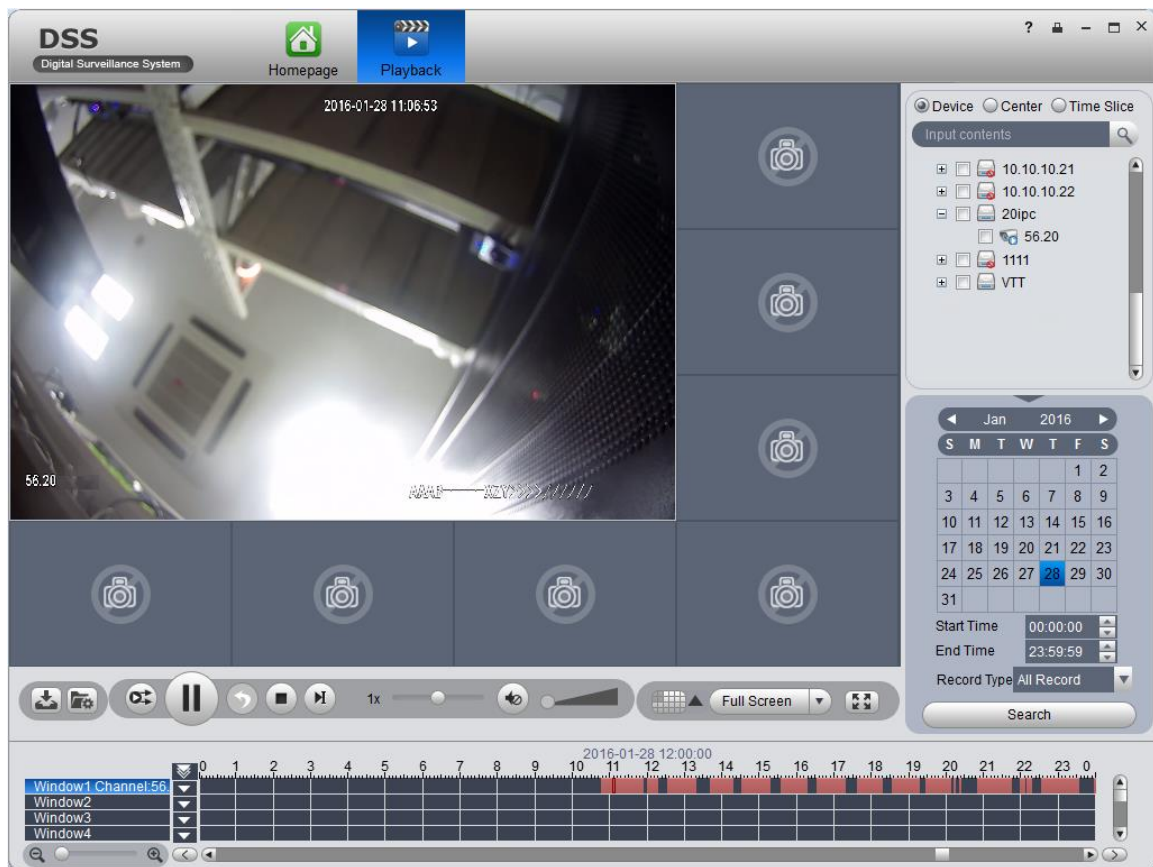 DSS
Digital Surveillance System
Homepage
Playback
?
2016-01-28 11:06:53
56.20
Device Center Time Slice
Input contents
10.10.10.21
10.10.10.22
20ipc
56.20
1111
VTT
Jan 2016
S M T W T F S
1 2
3 4 5 6 7 8 9
10 11 12 13 14 15 16
17 18 19 20 21 22 23
24 25 26 27 28 29 30
31
Start Time 00:00:00
End Time 23:59:59
Record Type All Record
Search
1x
Full Screen
2016-01-28 12:00:00
0 1 2 3 4 5 6 7 8 9 10 11 12 13 14 15 16 17 18 19 20 21 22 23 0
Window1 Channel:56.
Window2
Window3
Window4